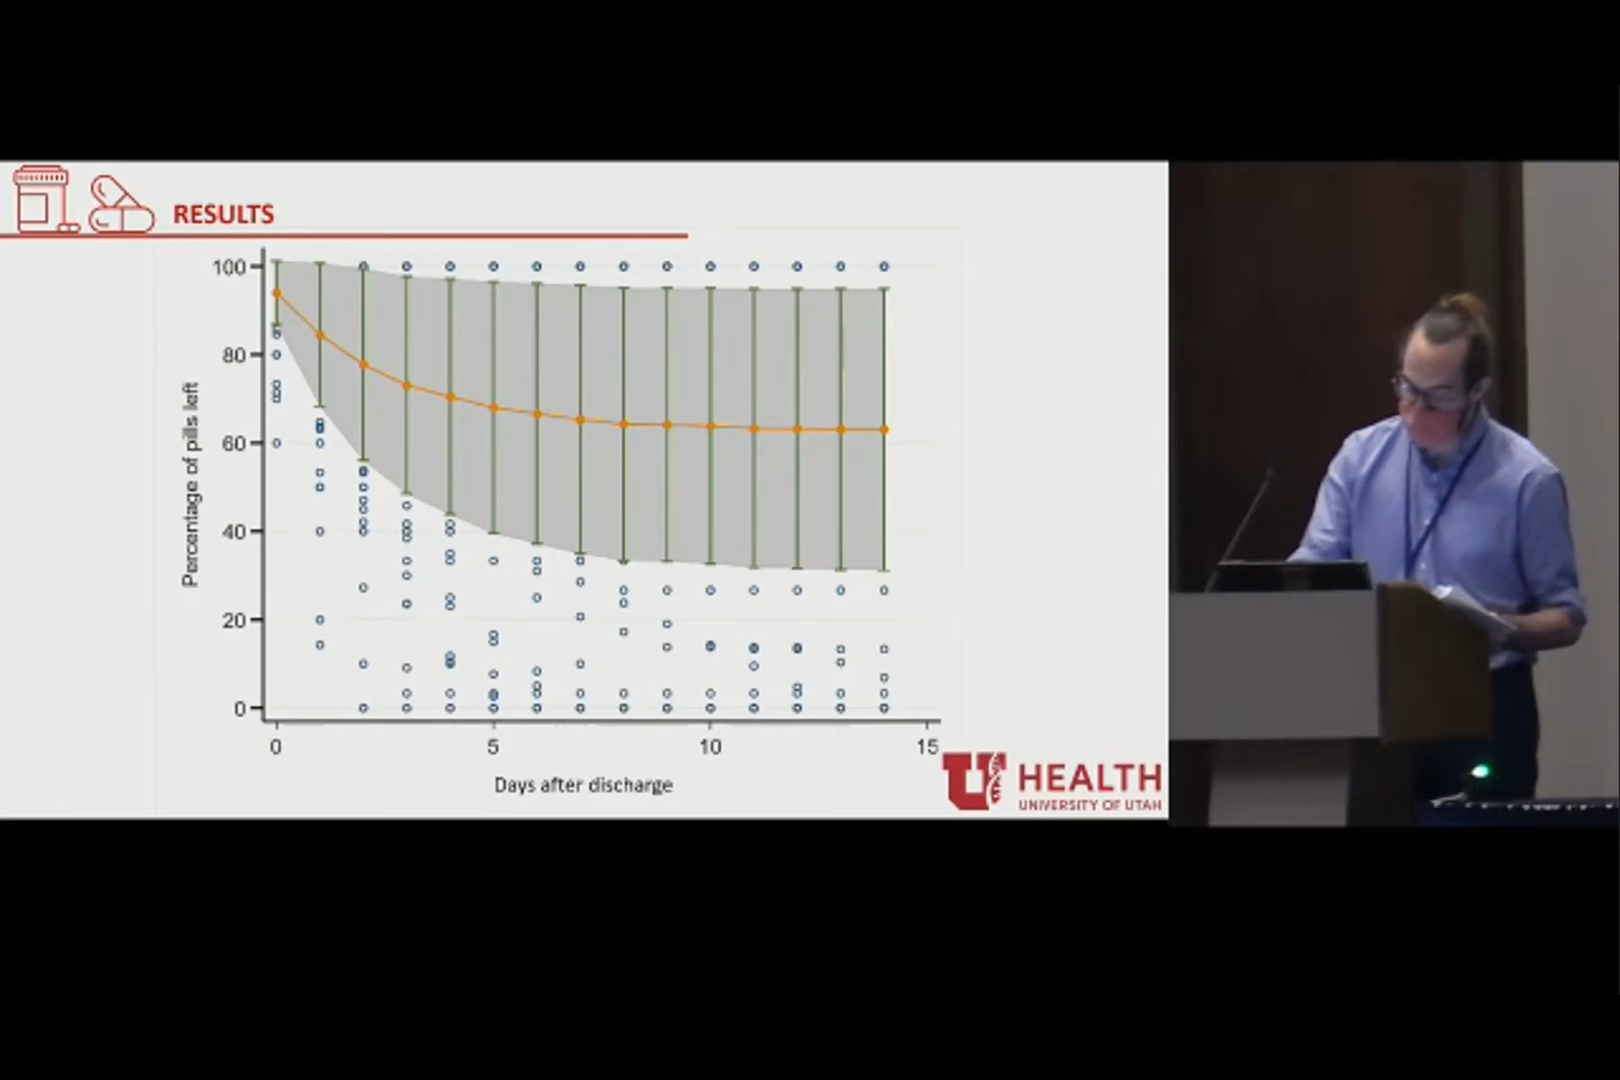 RESULTS
100
80
60
40
20
0
Percentage of pills left
0 5 10 15
Days after discharge
U HEALTH
UNIVERSITY OF UTAH